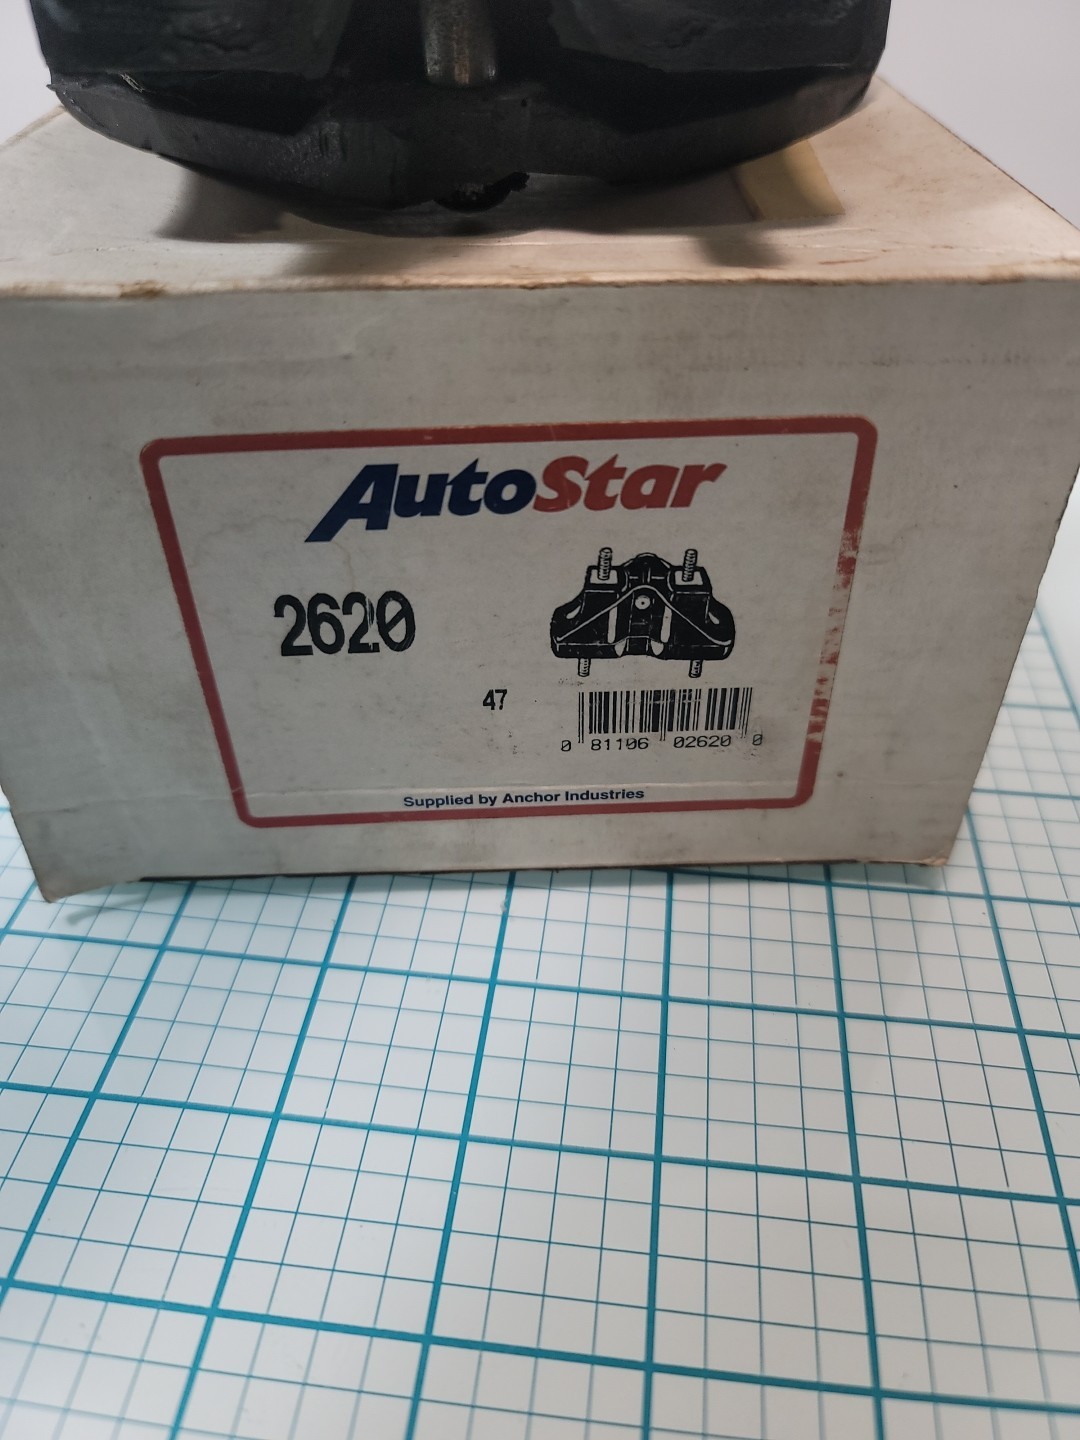 AutoStar
2620
47
0 81106 02620 0
Supplied by Anchor Industries